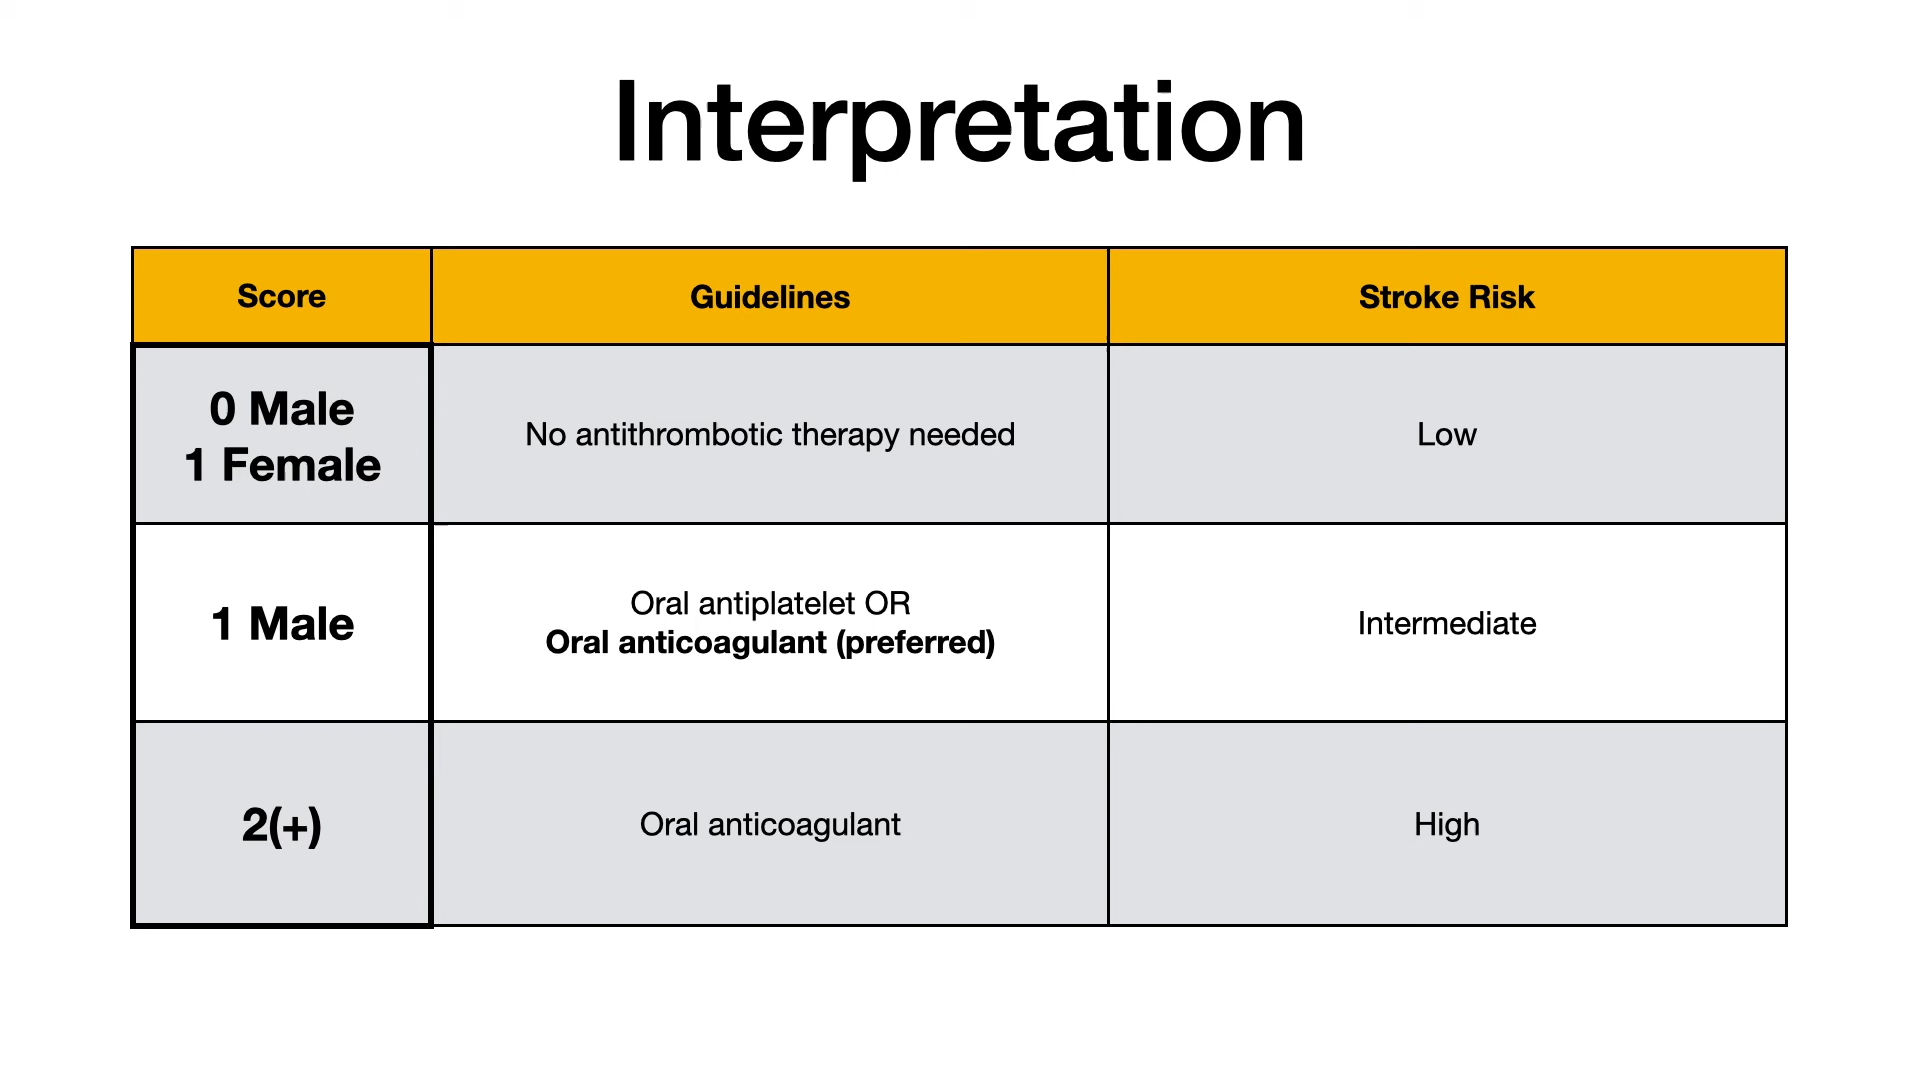 Interpretation
Score
Guidelines
Stroke Risk
0 Male
1 Female
No antithrombotic therapy needed
Low
1 Male
Oral antiplatelet OR
Oral anticoagulant (preferred)
Intermediate
2(+)
Oral anticoagulant
High